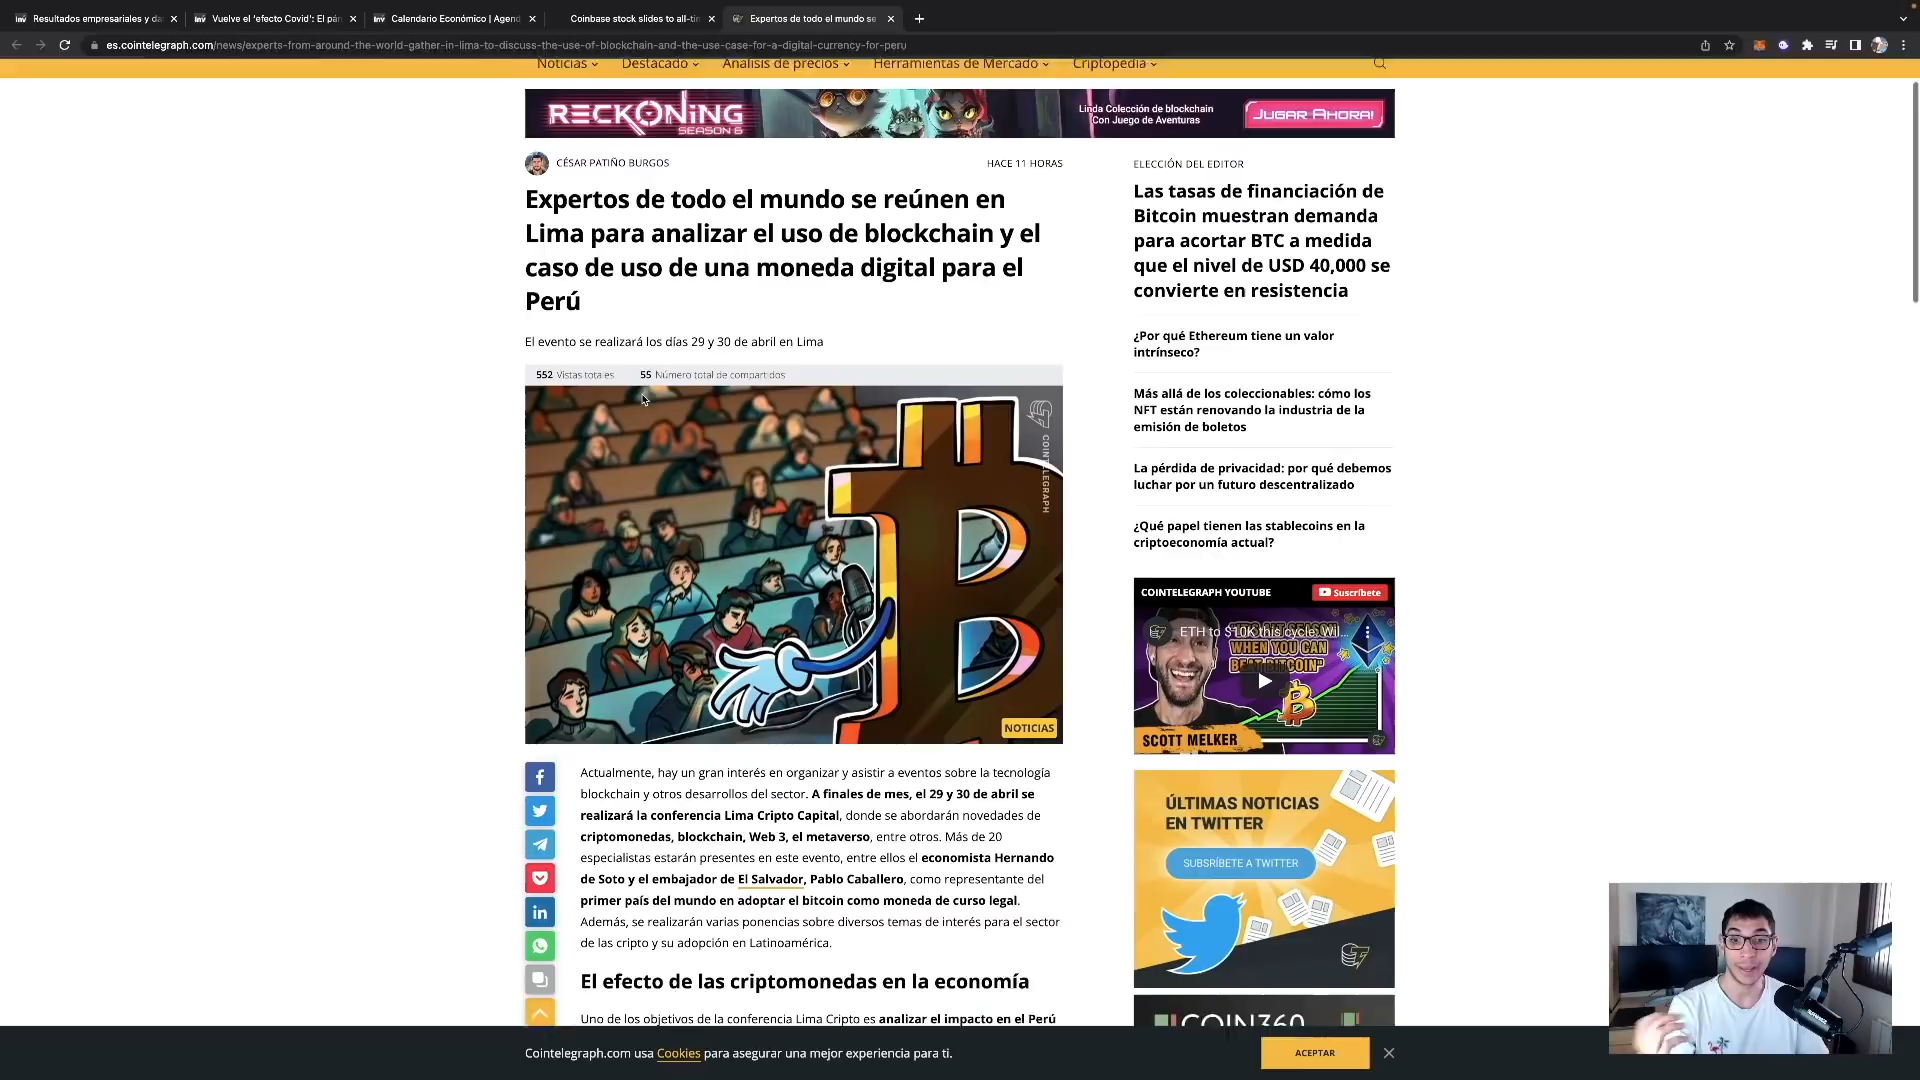 Resultados empresariales y da
Vuelve el 'efecto Covid': El pán
Calendario Económico | Agend
Coinbase stock slides to all-tim
Expertos de todo el mundo se
es.cointelegraph.com/news/experts-from-around-the-world-gather-in-lima-to-discuss-the-use-of-blockchain-and-the-use-case-for-a-digital-currency-for-peru
Noticias
Destacado
Análisis de precios
Herramientas de Mercado
Criptopedia
RECKONING
SEASON 6
Linda Colección de blockchain
Con Juego de Aventuras
JUGAR AHORA!
CÉSAR PATIÑO BURGOS
HACE 11 HORAS
Expertos de todo el mundo se reúnen en
Lima para analizar el uso de blockchain y el
caso de uso de una moneda digital para el
Perú
El evento se realizará los días 29 y 30 de abril en Lima
552 Vistas totales
55 Número total de compartidos
COINTELEGRAPH
NOTICIAS
Actualmente, hay un gran interés en organizar y asistir a eventos sobre la tecnología
blockchain y otros desarrollos del sector. A finales de mes, el 29 y 30 de abril se
realizará la conferencia Lima Cripto Capital, donde se abordarán novedades de
criptomonedas, blockchain, Web 3, el metaverso, entre otros. Más de 20
especialistas estarán presentes en este evento, entre ellos el economista Hernando
de Soto y el embajador de El Salvador, Pablo Caballero, como representante del
primer país del mundo en adoptar el bitcoin como moneda de curso legal.
Además, se realizarán varias ponencias sobre diversos temas de interés para el sector
de las cripto y su adopción en Latinoamérica.
El efecto de las criptomonedas en la economía
Uno de los objetivos de la conferencia Lima Cripto es analizar el impacto en el Perú
ELECCIÓN DEL EDITOR
Las tasas de financiación de
Bitcoin muestran demanda
para acortar BTC a medida
que el nivel de USD 40,000 se
convierte en resistencia
¿Por qué Ethereum tiene un valor
intrínseco?
Más allá de los coleccionables: cómo los
NFT están renovando la industria de la
emisión de boletos
La pérdida de privacidad: por qué debemos
luchar por un futuro descentralizado
¿Qué papel tienen las stablecoins en la
criptoeconomía actual?
COINTELEGRAPH YOUTUBE
Suscríbete
ETH to $10K this cycle: Wil...
WHEN YOU CAN
BEAT BITCOIN"
SCOTT MELKER
ÚLTIMAS NOTICIAS
EN TWITTER
SUBSRÍBETE A TWITTER
COIN360
Cointelegraph.com usa Cookies para asegurar una mejor experiencia para ti.
ACEPTAR